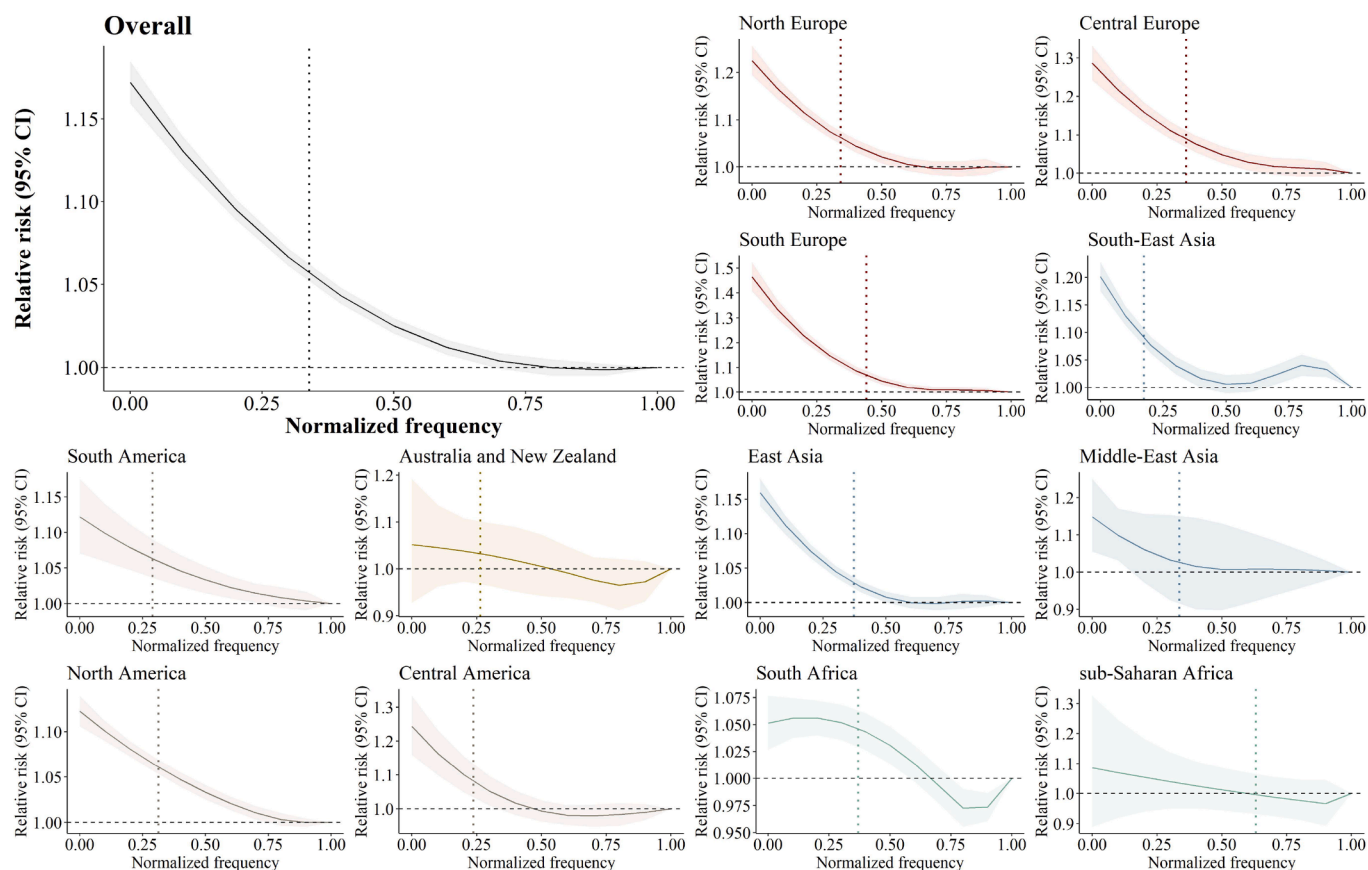 Overall
Relative risk (95% CI)
1.15
1.10
1.05
1.00
0.00 0.25 0.50 0.75 1.00
Normalized frequency
North Europe
Relative risk (95% CI)
1.2
1.1
1.0
0.00 0.25 0.50 0.75 1.00
Normalized frequency
Central Europe
Relative risk (95% CI)
1.3
1.2
1.1
1.0
0.00 0.25 0.50 0.75 1.00
Normalized frequency
South Europe
Relative risk (95% CI)
1.5
1.4
1.3
1.2
1.1
1.0
0.00 0.25 0.50 0.75 1.00
Normalized frequency
South-East Asia
Relative risk (95% CI)
1.20
1.15
1.10
1.05
1.00
0.00 0.25 0.50 0.75 1.00
Normalized frequency
South America
Relative risk (95% CI)
1.15
1.10
1.05
1.00
0.00 0.25 0.50 0.75 1.00
Normalized frequency
Australia and New Zealand
Relative risk (95% CI)
1.2
1.1
1.0
0.9
0.00 0.25 0.50 0.75 1.00
Normalized frequency
East Asia
Relative risk (95% CI)
1.15
1.10
1.05
1.00
0.00 0.25 0.50 0.75 1.00
Normalized frequency
Middle-East Asia
Relative risk (95% CI)
1.2
1.1
1.0
0.9
0.00 0.25 0.50 0.75 1.00
Normalized frequency
North America
Relative risk (95% CI)
1.10
1.05
1.00
0.00 0.25 0.50 0.75 1.00
Normalized frequency
Central America
Relative risk (95% CI)
1.3
1.2
1.1
1.0
0.00 0.25 0.50 0.75 1.00
Normalized frequency
South Africa
Relative risk (95% CI)
1.075
1.050
1.025
1.000
0.975
0.950
0.00 0.25 0.50 0.75 1.00
Normalized frequency
sub-Saharan Africa
Relative risk (95% CI)
1.3
1.2
1.1
1.0
0.9
0.00 0.25 0.50 0.75 1.00
Normalized frequency